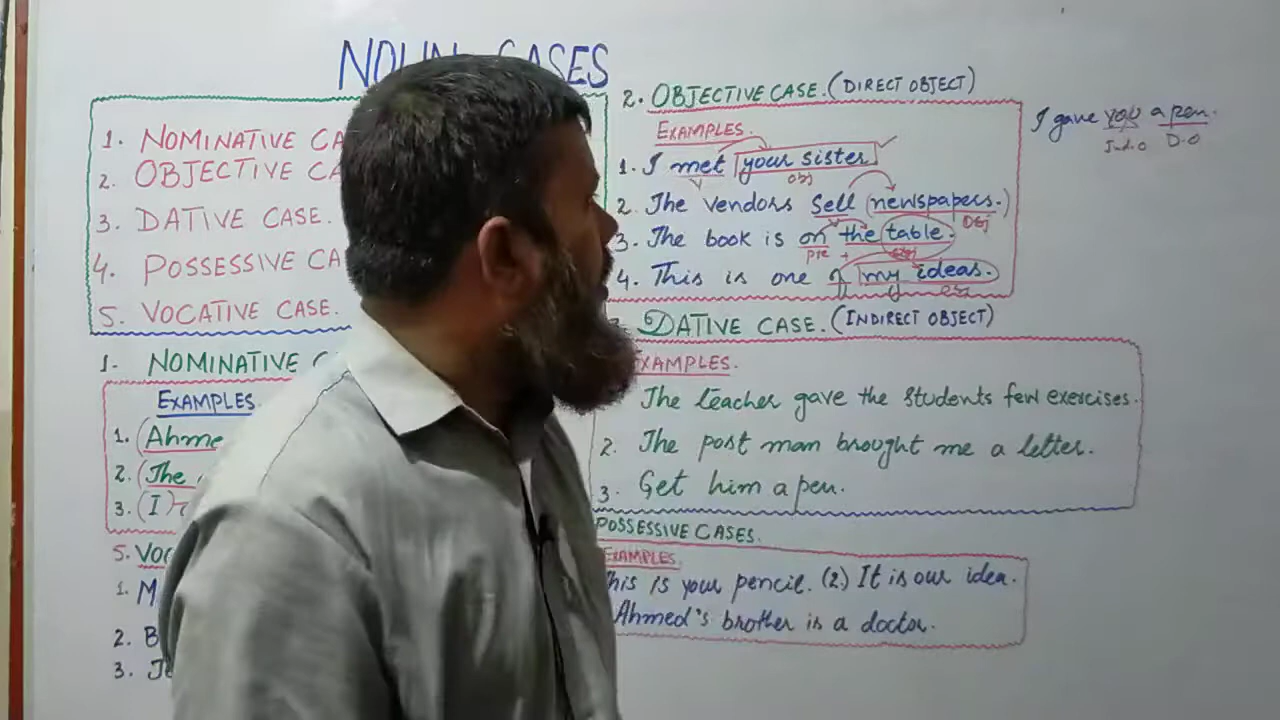 NOUN CASES
1. NOMINATIVE CA
2. OBJECTIVE CA
3. DATIVE CASE.
4. POSSESSIVE CA
5. VOCATIVE CASE.
1- NOMINATIVE C
EXAMPLES.
1. (Ahme
2. (The
3. (I)
5. VOC
1. M
2. B
3. Je
2. OBJECTIVE CASE. (DIRECT OBJECT)
EXAMPLES.
1. I met your sister
V obj
2. The vendors sell (newspapers.)
obj
3. The book is on the table.
pre +
4. This is one of my ideas.
DATIVE CASE. (INDIRECT OBJECT)
EXAMPLES.
The teacher gave the students few exercises.
2. The post man brought me a letter.
3. Get him a pen.
POSSESSIVE CASES.
EXAMPLES.
This is your pencil. (2) It is our idea.
Ahmed's brother is a doctor.
I gave you a pen.
Ind.O D.O